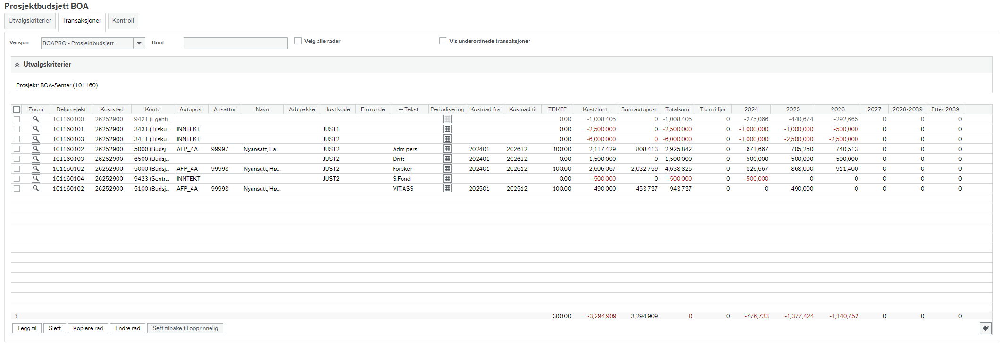 Prosjektbudsjett BOA
Utvalgskriterier Transaksjoner Kontroll
Versjon BOAPRO - Prosjektbudsjett Bunt Velg alle rader Vis underordnede transaksjoner
Utvalgskriterier
Prosjekt: BOA-Senter (101160)
Zoom Delprosjekt Koststed Konto Autopost Ansattnr Navn Arb.pakke Just.kode Fin.runde Tekst Periodisering Kostnad fra Kostnad til TDI/EF Kost/Innt. Sum autopost Totalsum T.o.m.i fjor 2024 2025 2026 2027 2028-2039 Etter 2039
101160100 26252900 9421 (Egenfi... 0.00 -1,008,405 0 -1,008,405 0 -275,066 -440,674 -292,665 0 0 0
101160101 26252900 3431 (Tilsku... INNTEKT JUST1 0.00 -2,500,000 0 -2,500,000 0 -1,000,000 -1,000,000 -500,000 0 0 0
101160103 26252900 3411 (Tilsku... INNTEKT JUST2 0.00 -6,000,000 0 -6,000,000 0 -1,000,000 -2,500,000 -2,500,000 0 0 0
101160102 26252900 5000 (Budsj... AFP_4A 99997 Nyansatt, La... JUST2 Adm.pers 202401 202612 100.00 2,117,429 808,413 2,925,842 0 671,667 705,250 740,513 0 0 0
101160103 26252900 6500 (Budsj... JUST2 Drift 202401 202612 0.00 1,500,000 0 1,500,000 0 500,000 500,000 500,000 0 0 0
101160102 26252900 5000 (Budsj... AFP_4A 99998 Nyansatt, Hø... JUST2 Forsker 202401 202612 100.00 2,606,067 2,032,759 4,638,825 0 826,667 868,000 911,400 0 0 0
101160104 26252900 9423 (Sentr... INNTEKT JUST2 S.Fond 0.00 -500,000 0 -500,000 0 -500,000 0 0 0 0 0
101160102 26252900 5100 (Budsj... AFP_4A 99998 Nyansatt, Hø... VIT.ASS 202501 202512 100.00 490,000 453,737 943,737 0 0 490,000 0 0 0 0
Σ 300.00 -3,294,909 3,294,909 0 0 -776,733 -1,377,424 -1,140,752 0 0 0
Legg til Slett Kopiere rad Endre rad Sett tilbake til opprinnelig